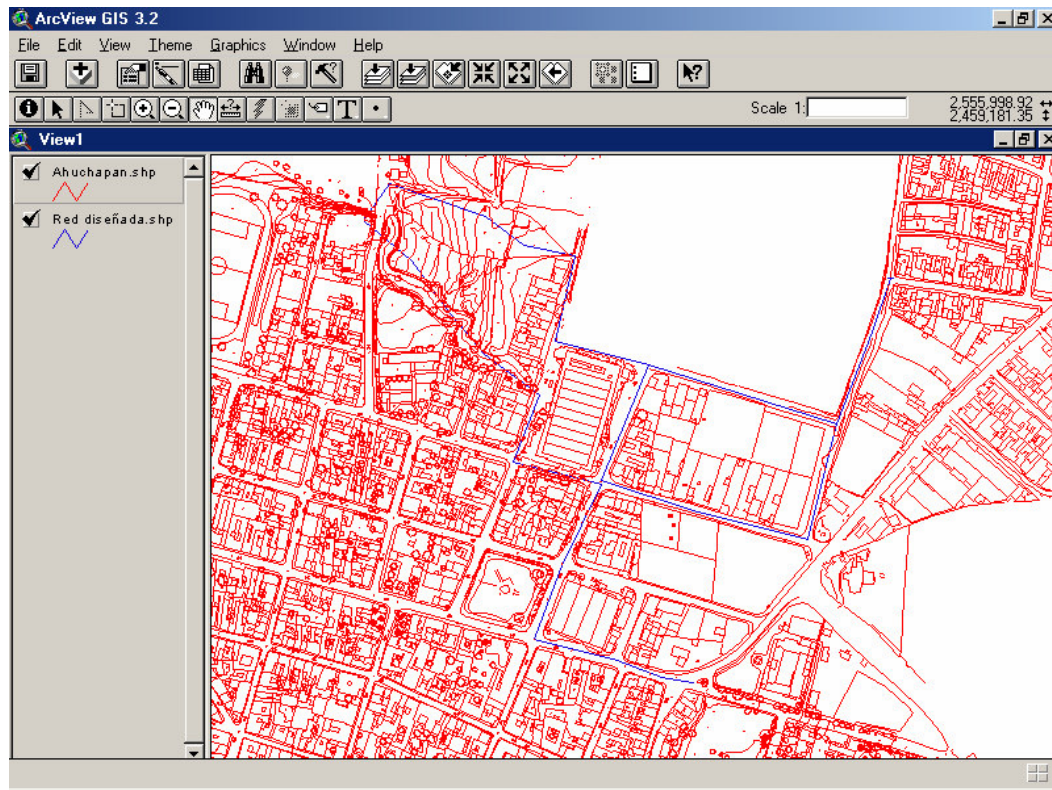 ArcView GIS 3.2
File Edit View Theme Graphics Window Help
Scale 1:
2,555,998.92
2,459,181.35
View1
Ahuchapan.shp
Red diseñada.shp